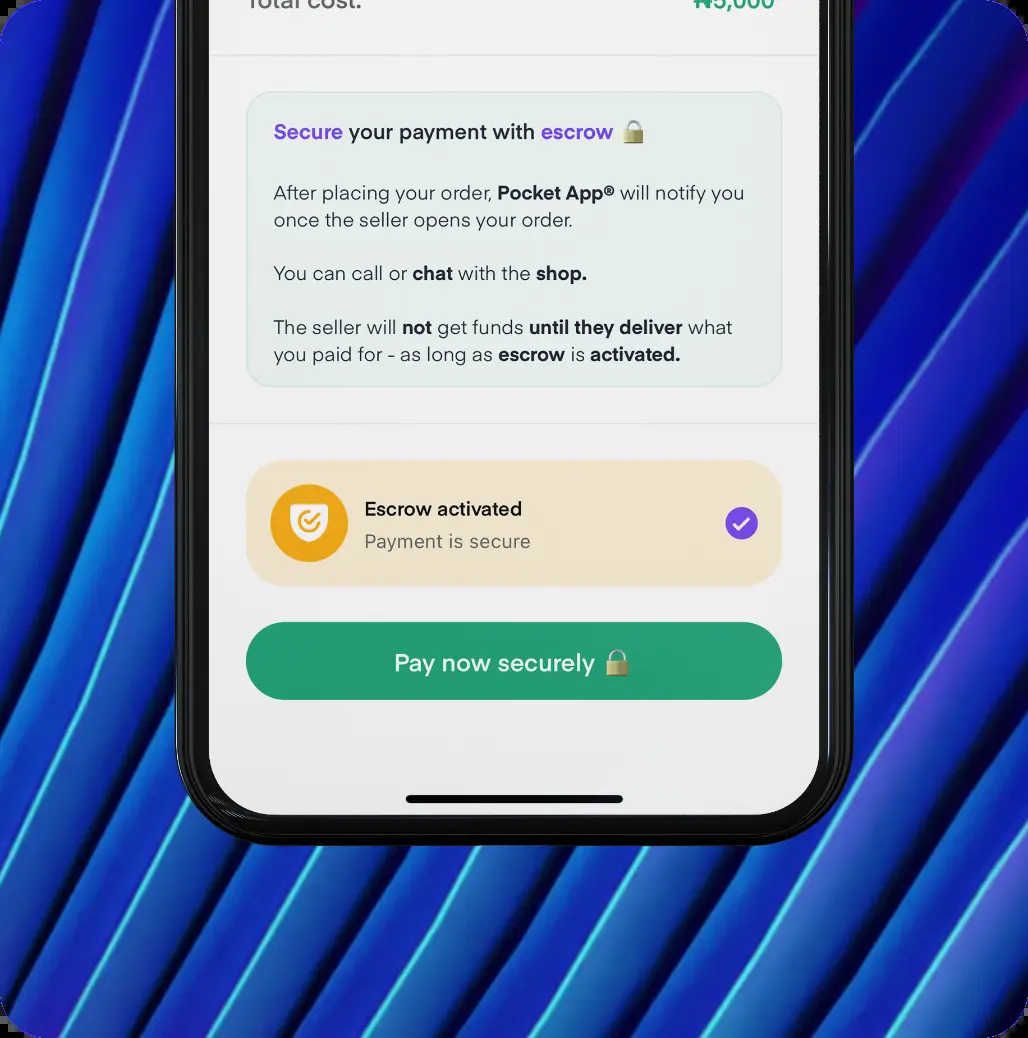 Total cost: ₦5,000
Secure your payment with escrow 🔒
After placing your order, Pocket App® will notify you
once the seller opens your order.
You can call or chat with the shop.
The seller will not get funds until they deliver what
you paid for - as long as escrow is activated.
Escrow activated
Payment is secure
Pay now securely 🔒